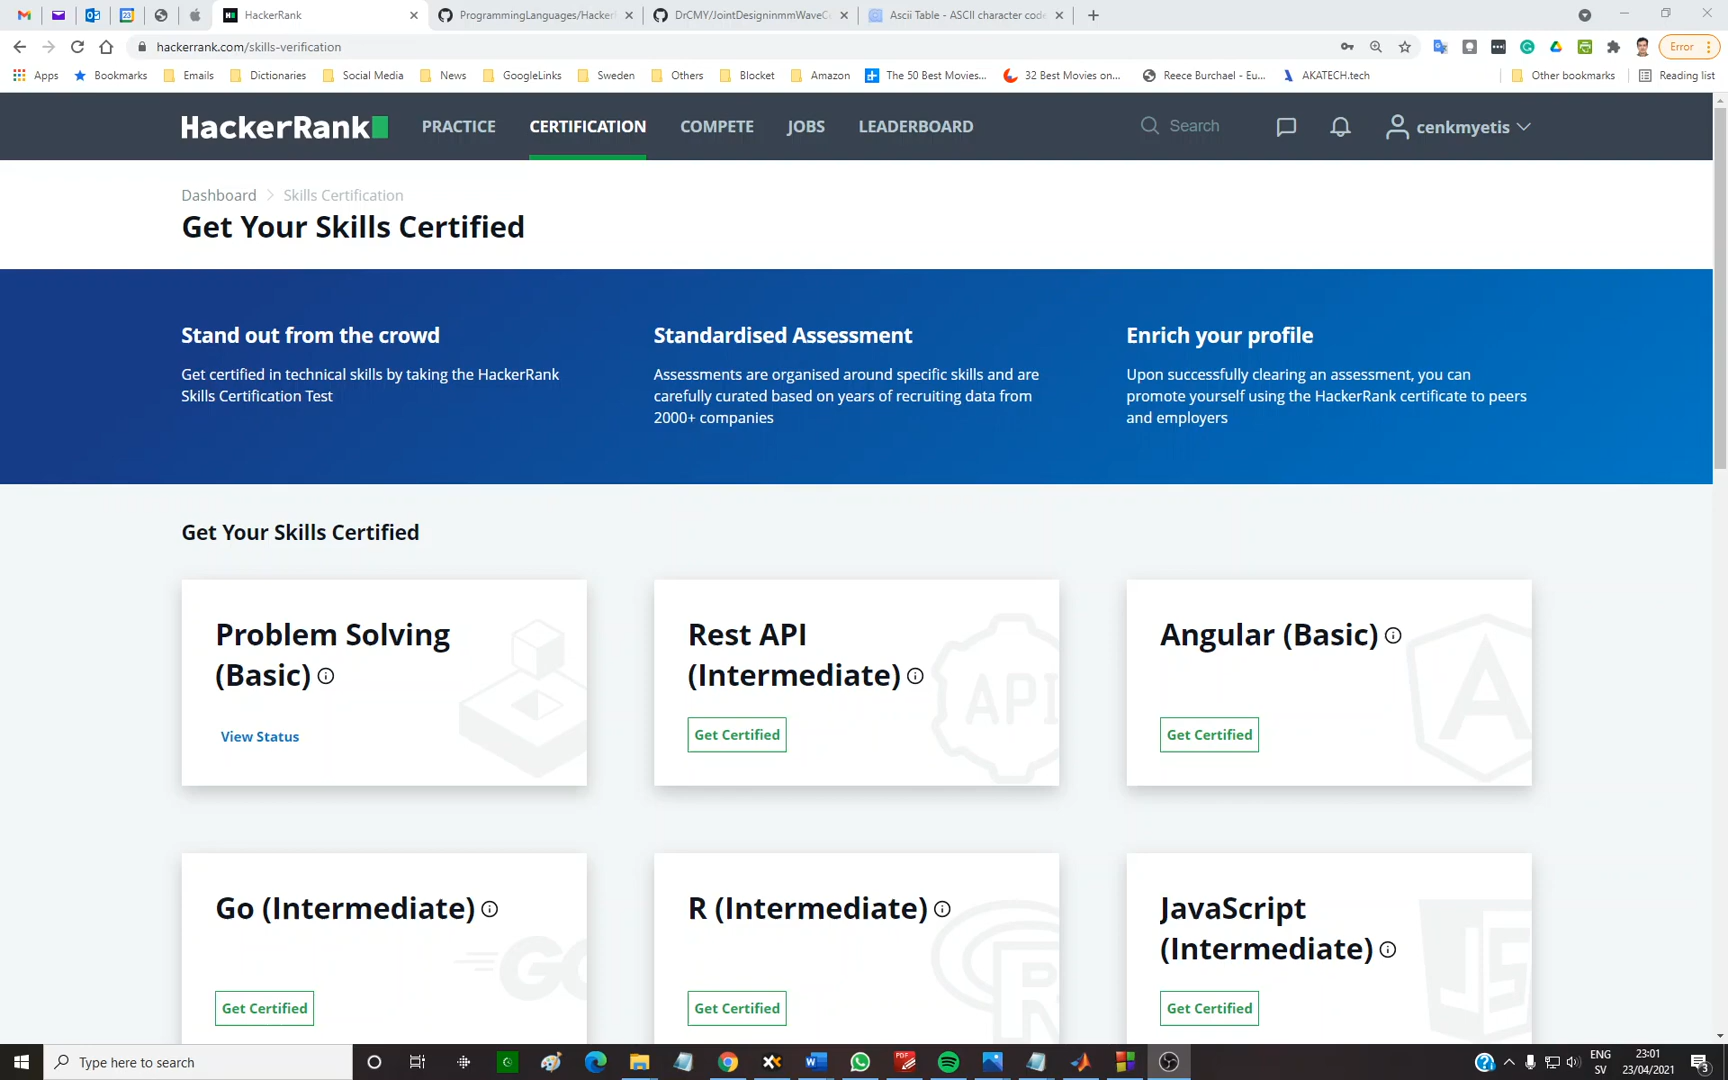 HackerRank
ProgrammingLanguages/Hacker
DrCMY/JointDesigninmmWaveC
Ascii Table - ASCII character code
hackerrank.com/skills-verification
Error
Apps
Bookmarks
Emails
Dictionaries
Social Media
News
GoogleLinks
Sweden
Others
Blocket
Amazon
The 50 Best Movies...
32 Best Movies on...
Reece Burchael - Eu...
AKATECH.tech
Other bookmarks
Reading list
HackerRank
PRACTICE
CERTIFICATION
COMPETE
JOBS
LEADERBOARD
Search
cenkmyetis
Dashboard
Skills Certification
Get Your Skills Certified
Stand out from the crowd
Get certified in technical skills by taking the HackerRank
Skills Certification Test
Standardised Assessment
Assessments are organised around specific skills and are
carefully curated based on years of recruiting data from
2000+ companies
Enrich your profile
Upon successfully clearing an assessment, you can
promote yourself using the HackerRank certificate to peers
and employers
Get Your Skills Certified
Problem Solving
(Basic)
View Status
Rest API
(Intermediate)
Get Certified
API
Angular (Basic)
Get Certified
A
Go (Intermediate)
Get Certified
GO
R (Intermediate)
Get Certified
R
JavaScript
(Intermediate)
Get Certified
JS
Type here to search
ENG
SV
23:01
23/04/2021
3